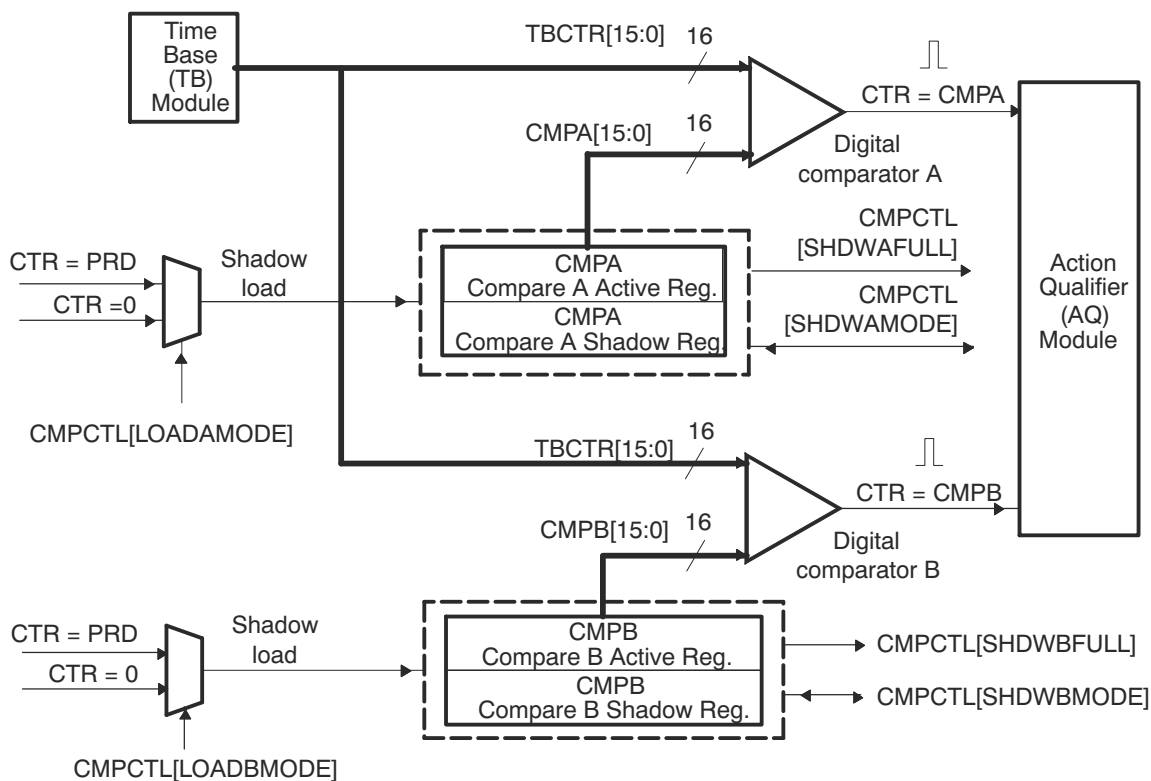 Time
Base
(TB)
Module
TBCTR[15:0]
16
CTR = CMPA
CMPA[15:0]
16
Digital
comparator A
CMPCTL
[SHDWAFULL]
CMPCTL
[SHDWAMODE]
Action
Qualifier
(AQ)
Module
CTR = PRD
CTR =0
Shadow
load
CMPA
Compare A Active Reg.
CMPA
Compare A Shadow Reg.
CMPCTL[LOADAMODE]
TBCTR[15:0]
16
CTR = CMPB
CMPB[15:0]
16
Digital
comparator B
CTR = PRD
CTR = 0
Shadow
load
CMPB
Compare B Active Reg.
CMPB
Compare B Shadow Reg.
CMPCTL[SHDWBFULL]
CMPCTL[SHDWBMODE]
CMPCTL[LOADBMODE]